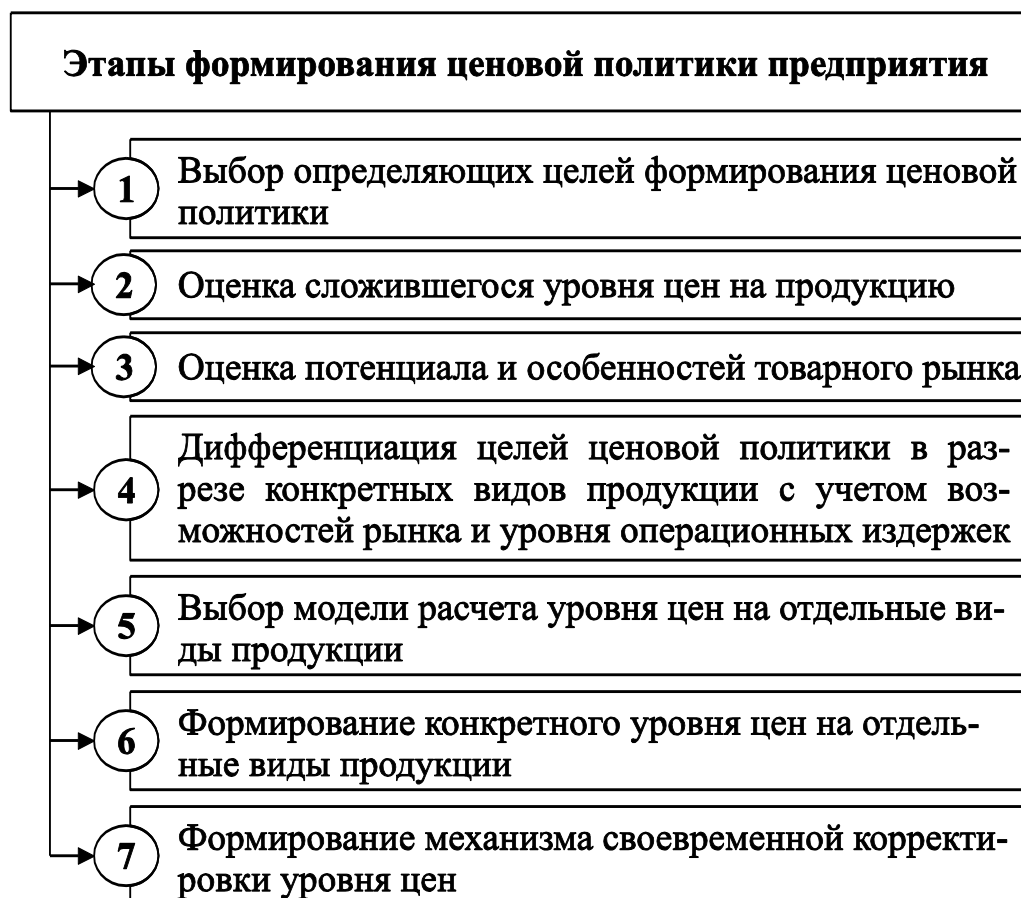 Этапы формирования ценовой политики предприятия
1 Выбор определяющих целей формирования ценовой
политики
2 Оценка сложившегося уровня цен на продукцию
3 Оценка потенциала и особенностей товарного рынка
Дифференциация целей ценовой политики в раз-
4 резе конкретных видов продукции с учетом воз-
можностей рынка и уровня операционных издержек
5 Выбор модели расчета уровня цен на отдельные ви-
ды продукции
6 Формирование конкретного уровня цен на отдель-
ные виды продукции
7 Формирование механизма своевременной корректи-
ровки уровня цен